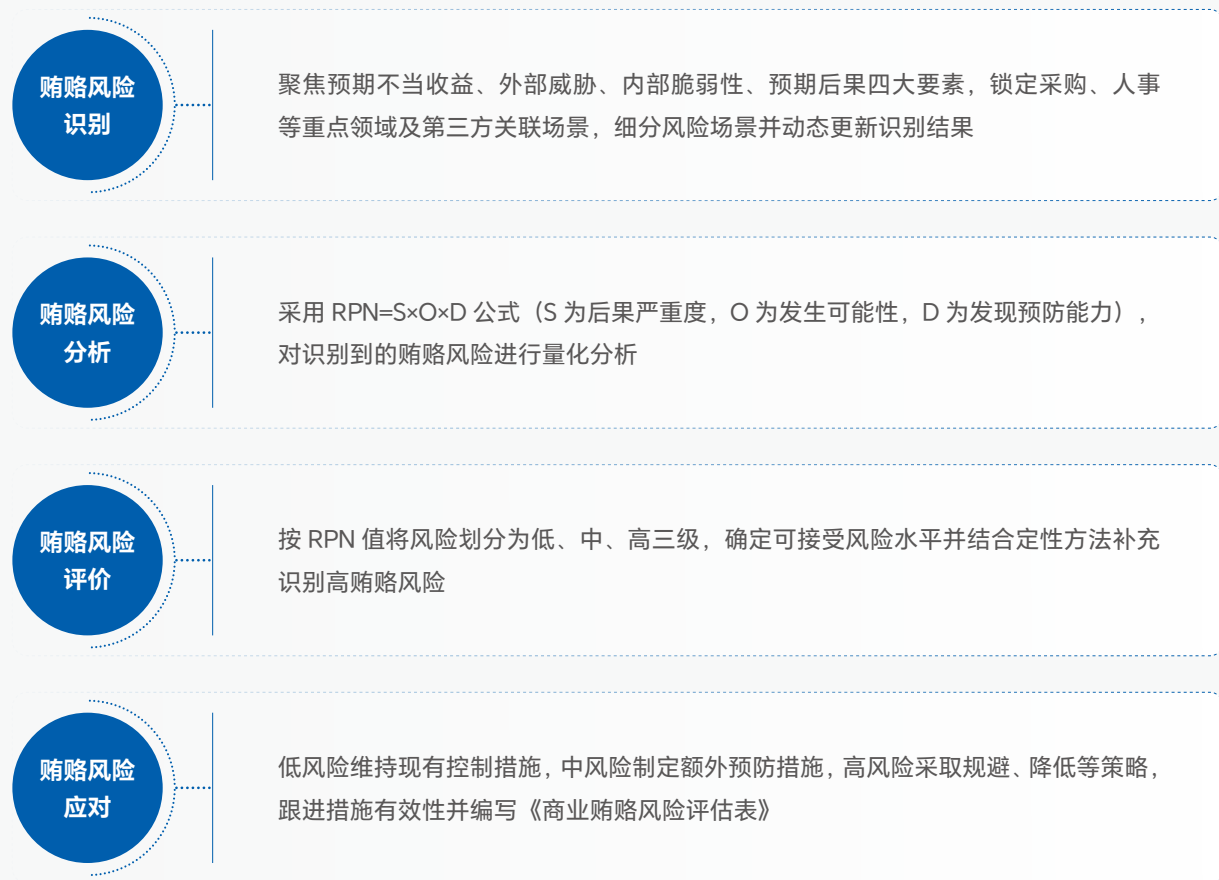 贿赂风险
识别
聚焦预期不当收益、外部威胁、内部脆弱性、预期后果四大要素，锁定采购、人事
等重点领域及第三方关联场景，细分风险场景并动态更新识别结果
贿赂风险
分析
采用 RPN=S×O×D 公式（S 为后果严重度，O 为发生可能性，D 为发现预防能力），
对识别到的贿赂风险进行量化分析
贿赂风险
评价
按 RPN 值将风险划分为低、中、高三级，确定可接受风险水平并结合定性方法补充
识别高贿赂风险
贿赂风险
应对
低风险维持现有控制措施，中风险制定额外预防措施，高风险采取规避、降低等策略，
跟进措施有效性并编写《商业贿赂风险评估表》